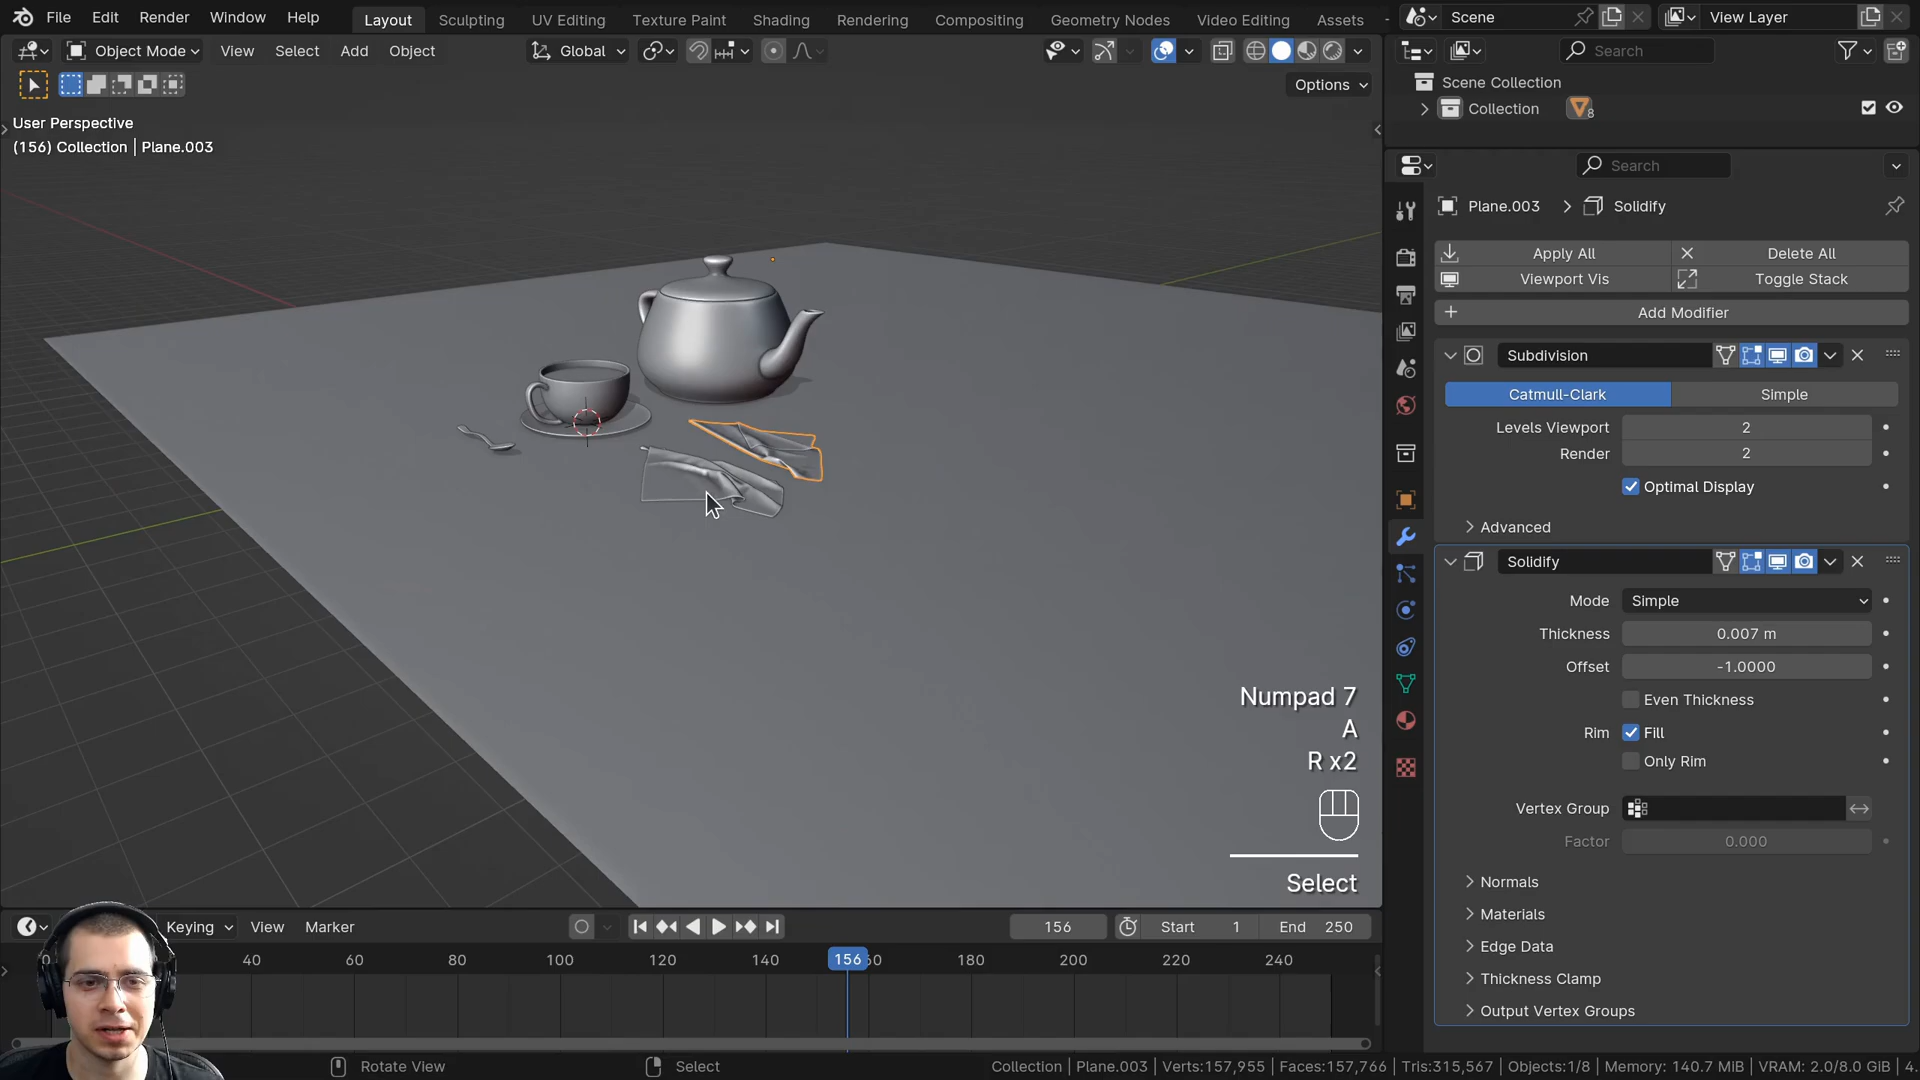 File Edit Render Window Help Layout Sculpting UV Editing Texture Paint Shading Rendering Compositing Geometry Nodes Video Editing Assets Scene View Layer
Object Mode View Select Add Object Global Search
Options
Scene Collection
Collection 8
User Perspective
(156) Collection | Plane.003
Search
Plane.003 > Solidify
Apply All Delete All
Viewport Vis Toggle Stack
Add Modifier
Subdivision
Catmull-Clark Simple
Levels Viewport 2
Render 2
Optimal Display
Advanced
Solidify
Mode Simple
Thickness 0.007 m
Offset -1.0000
Even Thickness
Rim Fill
Only Rim
Vertex Group
Factor 0.000
Normals
Materials
Edge Data
Thickness Clamp
Output Vertex Groups
Numpad 7
A
R x2
Select
Keying View Marker 156 Start 1 End 250
40 60 80 100 120 140 156 180 200 220 240
Rotate View Select Collection | Plane.003 | Verts:157,955 | Faces:157,766 | Tris:315,567 | Objects:1/8 | Memory: 140.7 MiB | VRAM: 2.0/8.0 GiB | 4.